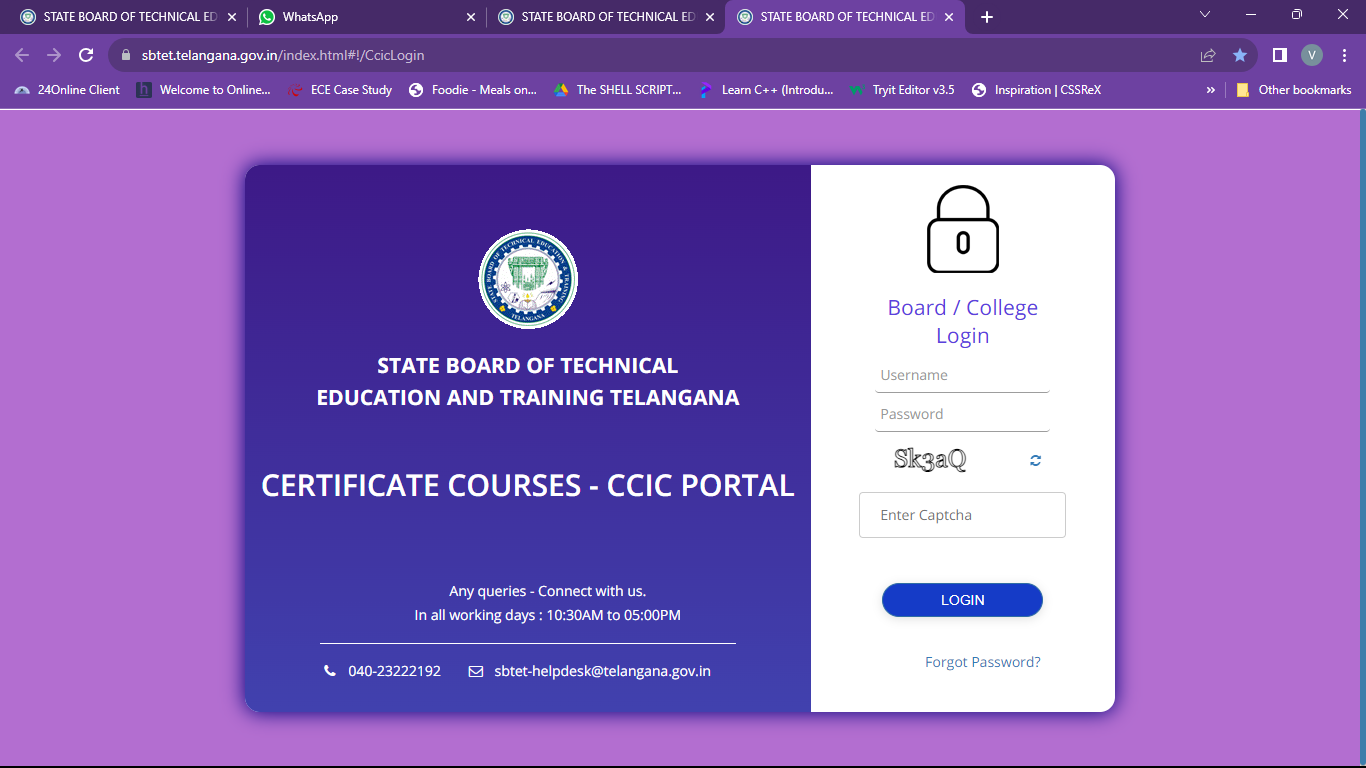 STATE BOARD OF TECHNICAL ED
WhatsApp
STATE BOARD OF TECHNICAL ED
STATE BOARD OF TECHNICAL ED
sbtet.telangana.gov.in/index.html#!/CcicLogin
V
24Online Client
h
Welcome to Online...
ECE Case Study
Foodie - Meals on...
The SHELL SCRIPT...
Learn C++ (Introdu...
Tryit Editor v3.5
Inspiration | CSSReX
»
Other bookmarks
STATE BOARD OF TECHNICAL EDUCATION & TRAINING
TELANGANA
STATE BOARD OF TECHNICAL
EDUCATION AND TRAINING TELANGANA
CERTIFICATE COURSES - CCIC PORTAL
Any queries - Connect with us.
In all working days : 10:30AM to 05:00PM
040-23222192
sbtet-helpdesk@telangana.gov.in
Board / College
Login
Username
Password
Sk3aQ
Enter Captcha
LOGIN
Forgot Password?